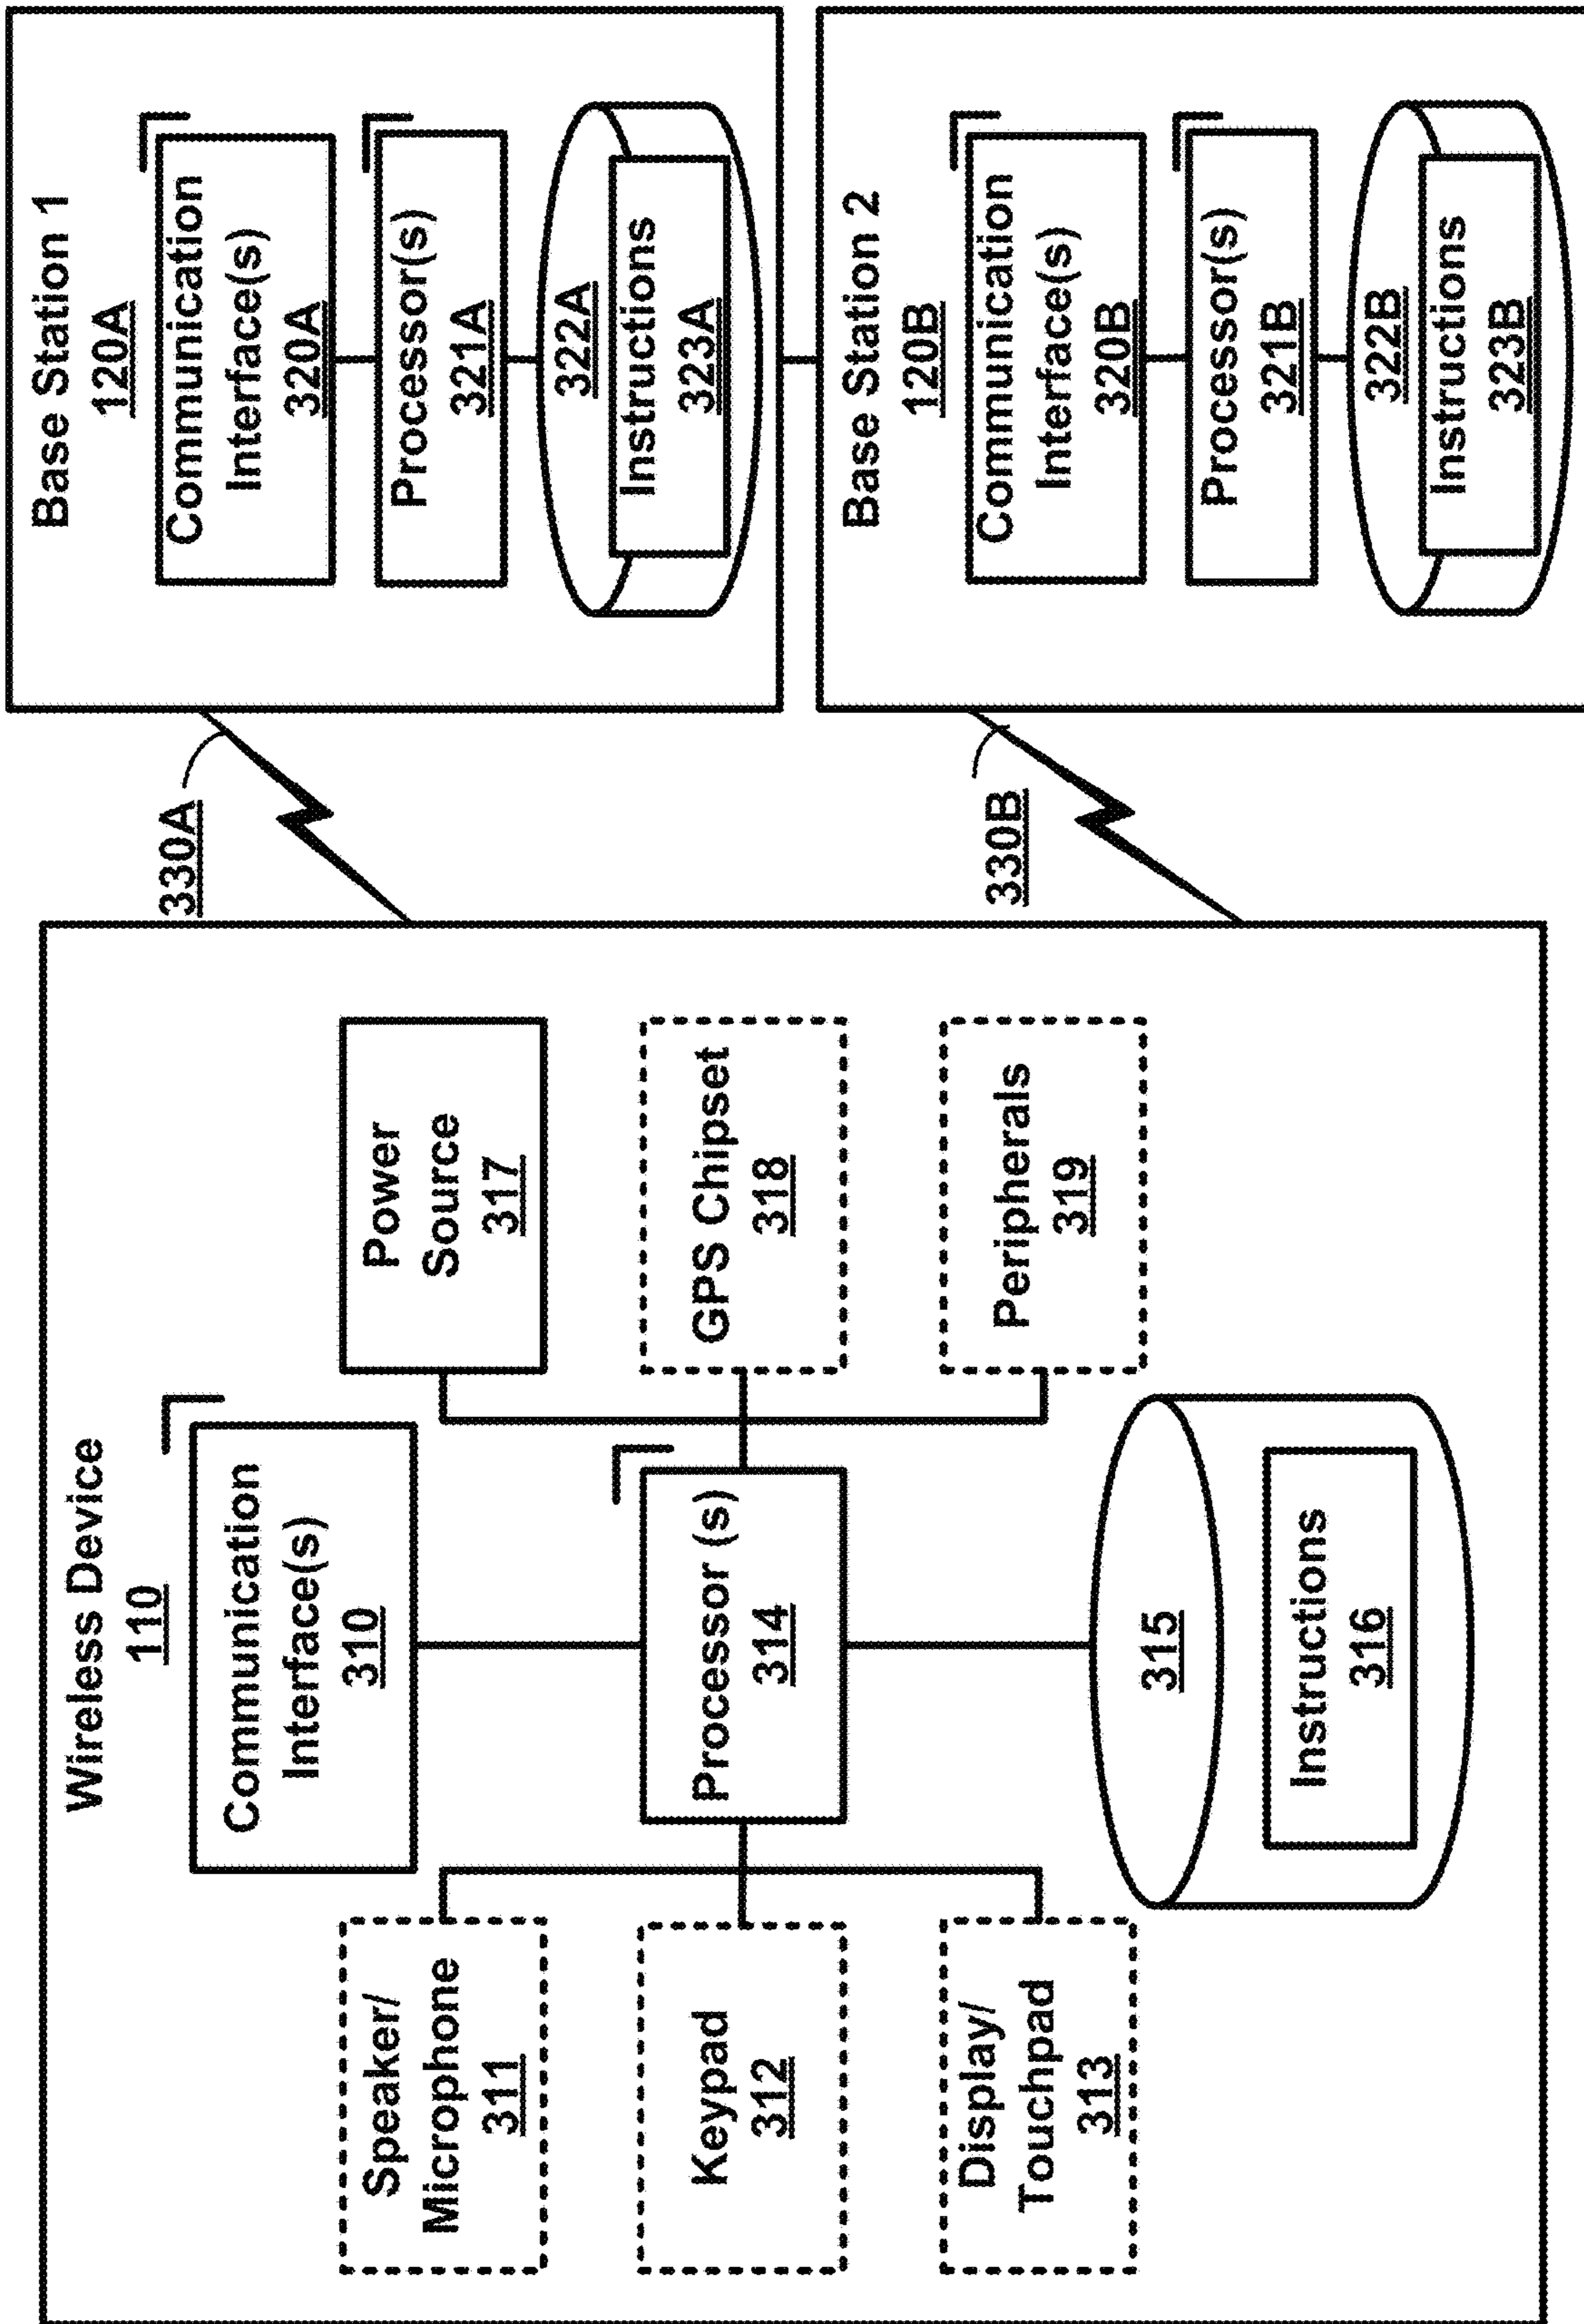 Wireless Device
110
Communication
Interface(s)
310
Speaker/
Microphone
311
Keypad
312
Display/
Touchpad
313
Processor (s)
314
315
Instructions
316
Power
Source
317
GPS Chipset
318
Peripherals
319
330A
330B
Base Station 1
120A
Communication
Interface(s)
320A
Processor(s)
321A
322A
Instructions
323A
Base Station 2
120B
Communication
Interface(s)
320B
Processor(s)
321B
322B
Instructions
323B